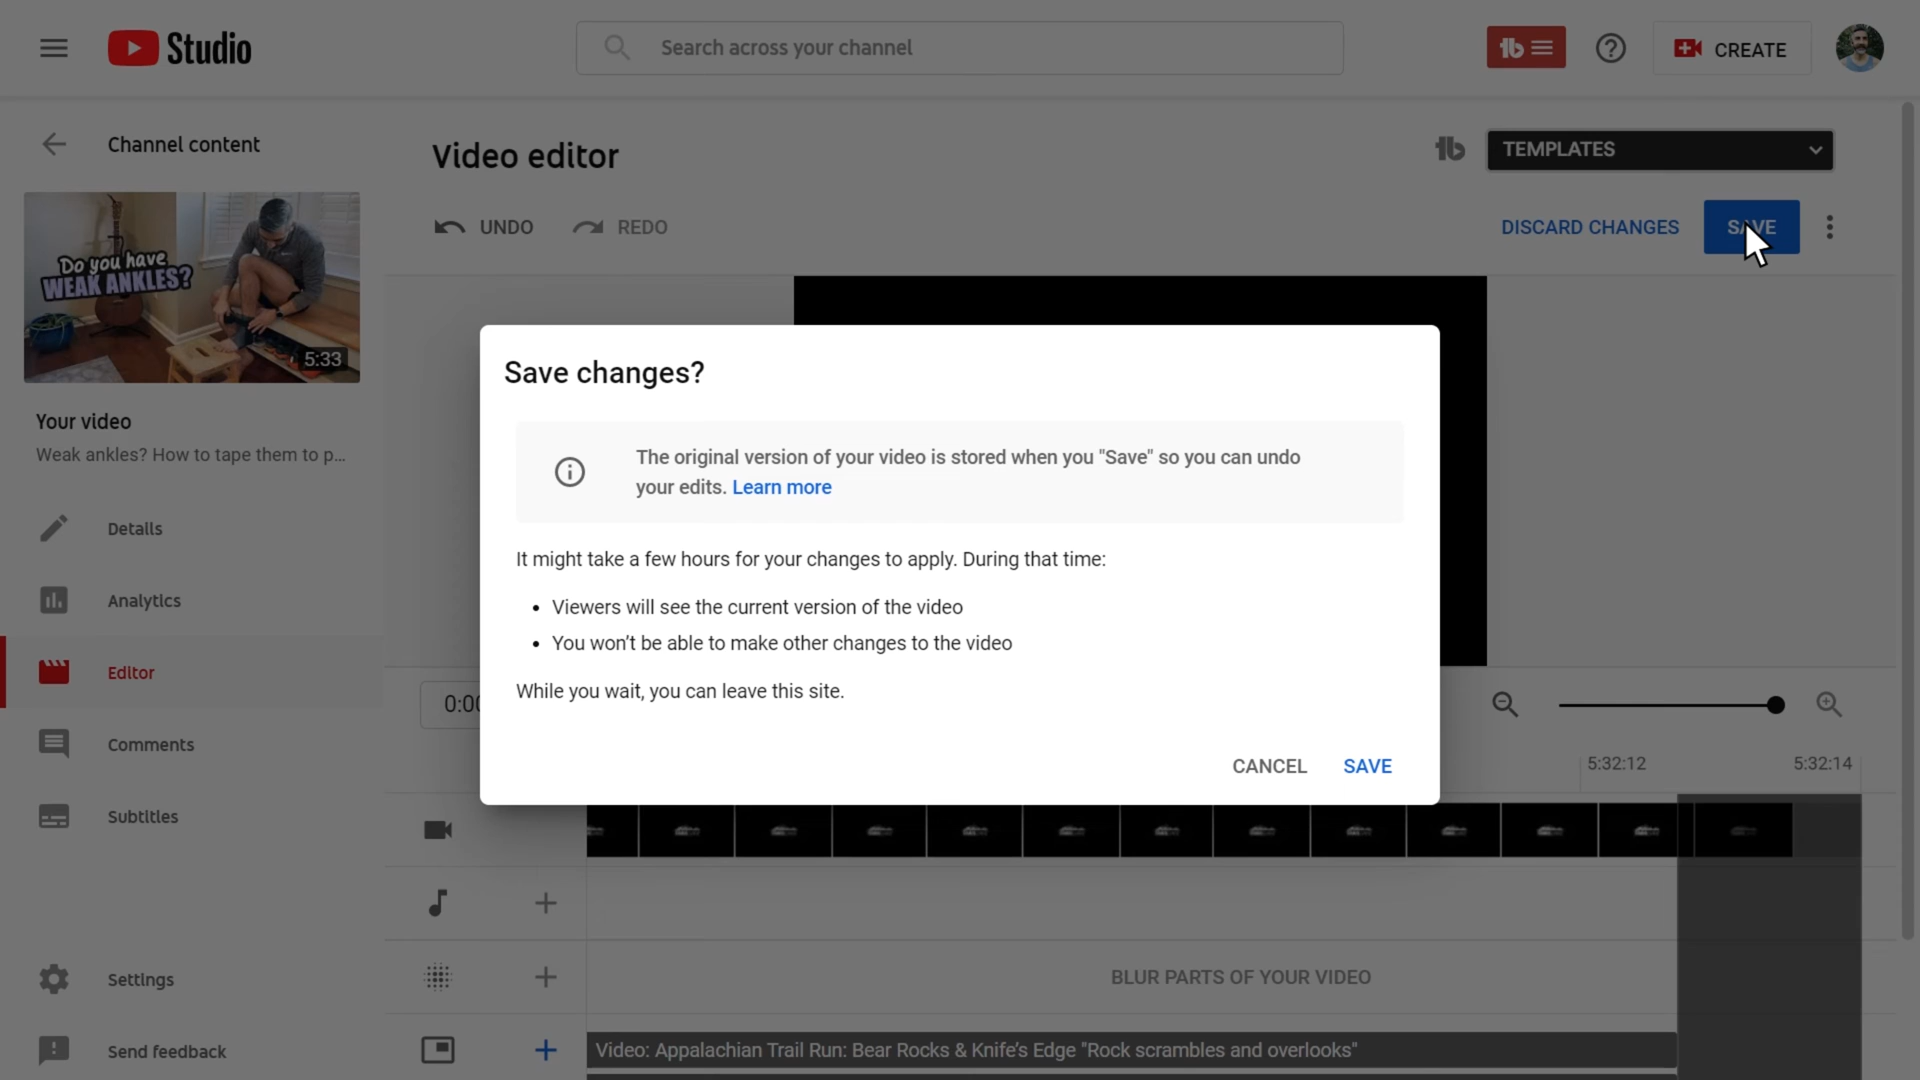 Studio
Search across your channel
CREATE
Channel content
Video editor
TEMPLATES
UNDO
REDO
DISCARD CHANGES
SAVE
Do you have
WEAK ANKLES?
5:33
Your video
Weak ankles? How to tape them to p...
Details
Analytics
Editor
Comments
Subtitles
Settings
Send feedback
Save changes?
The original version of your video is stored when you "Save" so you can undo
your edits. Learn more
It might take a few hours for your changes to apply. During that time:
• Viewers will see the current version of the video
• You won't be able to make other changes to the video
While you wait, you can leave this site.
CANCEL
SAVE
0:00
5:32:12
5:32:14
BLUR PARTS OF YOUR VIDEO
Video: Appalachian Trail Run: Bear Rocks & Knife's Edge "Rock scrambles and overlooks"